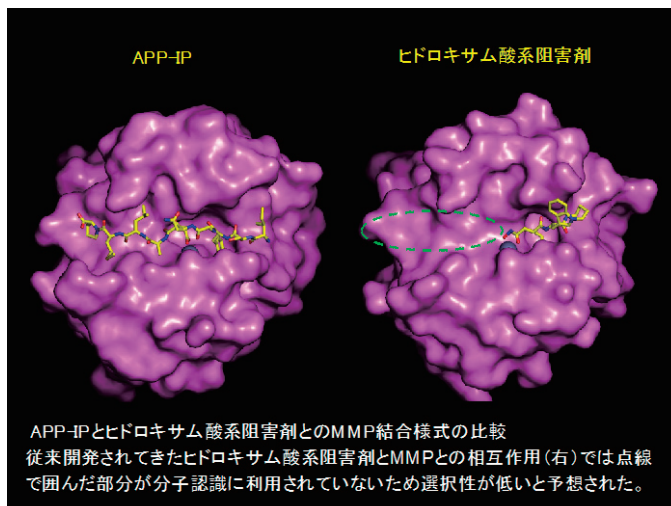 APP-IP
ヒドロキサム酸系阻害剤
APP-IPとヒドロキサム酸系阻害剤とのMMP結合様式の比較
従来開発されてきたヒドロキサム酸系阻害剤とMMPとの相互作用(右)では点線
で囲んだ部分が分子認識に利用されていないため選択性が低いと予想された。